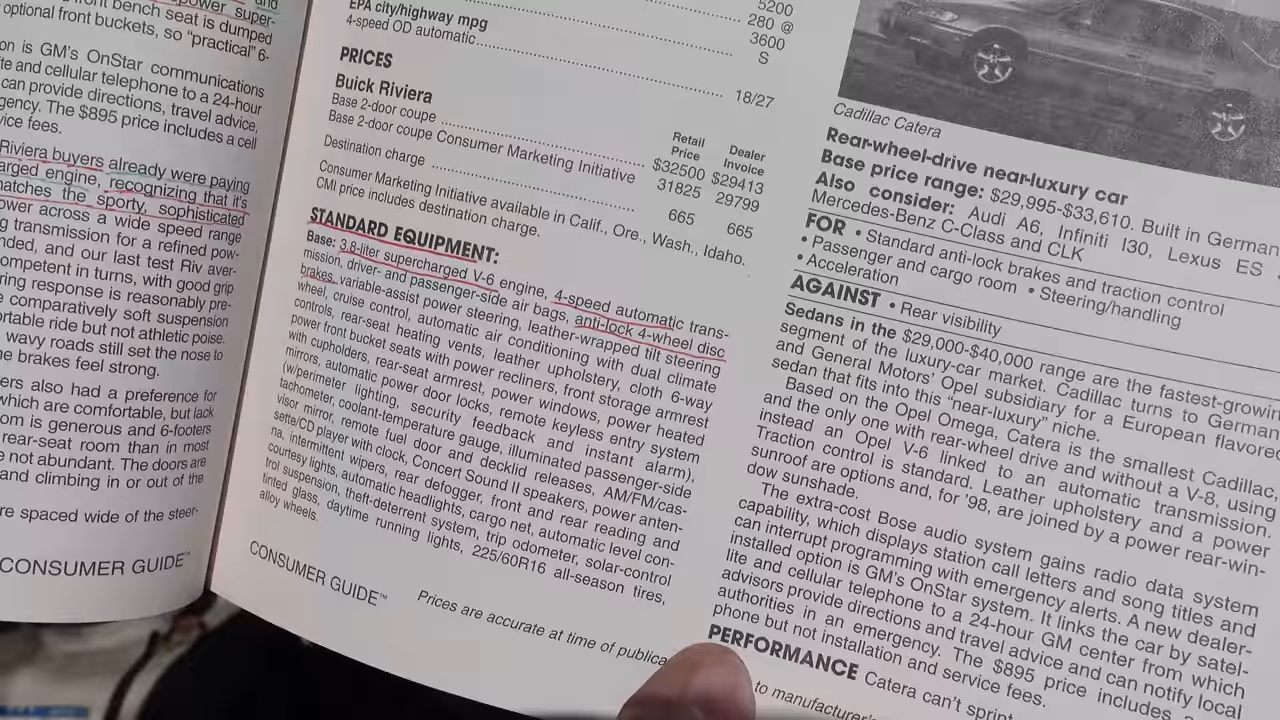 and
power super-
front bench seat is dumped
optional front buckets, so “practical” 6-
on is GM's OnStar communications
ite and cellular telephone to a 24-hour
can provide directions, travel advice,
gency. The $895 price includes a cell
vice fees.
Riviera buyers already were paying
arged engine, recognizing that it's
matches the sporty, sophisticated
ower across a wide speed range
g transmission for a refined pow-
nded, and our last test Riv aver-
ompetent in turns, with good grip
ring response is reasonably pre-
e comparatively soft suspension
ortable ride but not athletic poise.
wavy roads still set the nose to
he brakes feel strong.
ers also had a preference for
which are comfortable, but lack
om is generous and 6-footers
rear-seat room than in most
e not abundant. The doors are
and climbing in or out of the
re spaced wide of the steer-
CONSUMER GUIDE™
5200
280 @
3600
EPA city/highway mpg
S
4-speed OD automatic
18/27
PRICES
Buick Riviera
Retail Dealer
Price Invoice
Base 2-door coupe $32500 $29413
Base 2-door coupe Consumer Marketing Initiative 31825 29799
Destination charge 665 665
Consumer Marketing Initiative available in Calif., Ore., Wash., Idaho.
CMI price includes destination charge.
STANDARD EQUIPMENT:
Base: 3.8-liter supercharged V-6 engine, 4-speed automatic trans-
mission, driver- and passenger-side air bags, anti-lock 4-wheel disc
brakes, variable-assist power steering, leather-wrapped tilt steering
wheel, cruise control, automatic air conditioning with dual climate
controls, rear-seat heating vents, leather upholstery, cloth 6-way
power front bucket seats with power recliners, front storage armrest
with cupholders, rear-seat armrest, power windows, power heated
mirrors, automatic power door locks, remote keyless entry system
(w/perimeter lighting, security feedback and instant alarm),
tachometer, coolant-temperature gauge, illuminated passenger-side
visor mirror, remote fuel door and decklid releases, AM/FM/cas-
sette/CD player with clock, Concert Sound II speakers, power anten-
na, intermittent wipers, rear defogger, front and rear reading and
courtesy lights, automatic headlights, cargo net, automatic level con-
trol suspension, theft-deterrent system, trip odometer, solar-control
tinted glass, daytime running lights, 225/60R16 all-season tires,
alloy wheels.
CONSUMER GUIDE™
Prices are accurate at time of publica
Cadillac Catera
Rear-wheel-drive near-luxury car
Base price range: $29,995-$33,610. Built in German
Also consider: Audi A6, Infiniti I30, Lexus ES
Mercedes-Benz C-Class and CLK
FOR • Standard anti-lock brakes and traction control
• Passenger and cargo room • Steering/handling
• Acceleration
AGAINST • Rear visibility
Sedans in the $29,000-$40,000 range are the fastest-growin
segment of the luxury-car market. Cadillac turns to German
and General Motors' Opel subsidiary for a European flavored
sedan that fits into this “near-luxury” niche.
Based on the Opel Omega, Catera is the smallest Cadillac,
and the only one with rear-wheel drive and without a V-8, using
instead an Opel V-6 linked to an automatic transmission.
Traction control is standard. Leather upholstery and a power
sunroof are options and, for '98, are joined by a power rear-win-
dow sunshade.
The extra-cost Bose audio system gains radio data system
capability, which displays station call letters and song titles and
can interrupt programming with emergency alerts. A new dealer-
installed option is GM's OnStar system. It links the car by satel-
lite and cellular telephone to a 24-hour GM center from which
advisors provide directions and travel advice and can notify local
authorities in an emergency. The $895 price includes
phone but not installation and service fees.
PERFORMANCE Catera can't sprint
to manufacturer's